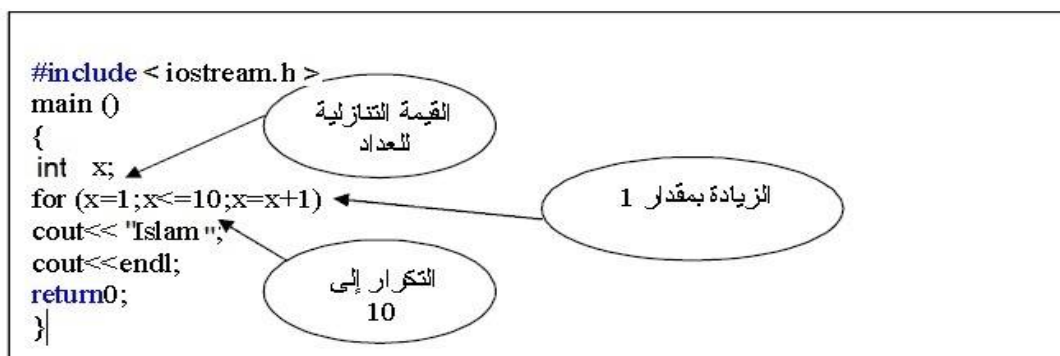 #include < iostream.h >
main ()
{
int x;
for (x=1;x<=10;x=x+1)
cout<< "Islam";
cout<<endl;
return0;
}
القيمة التنازلية
للعداد
الزيادة بمقدار 1
التكرار إلى
10